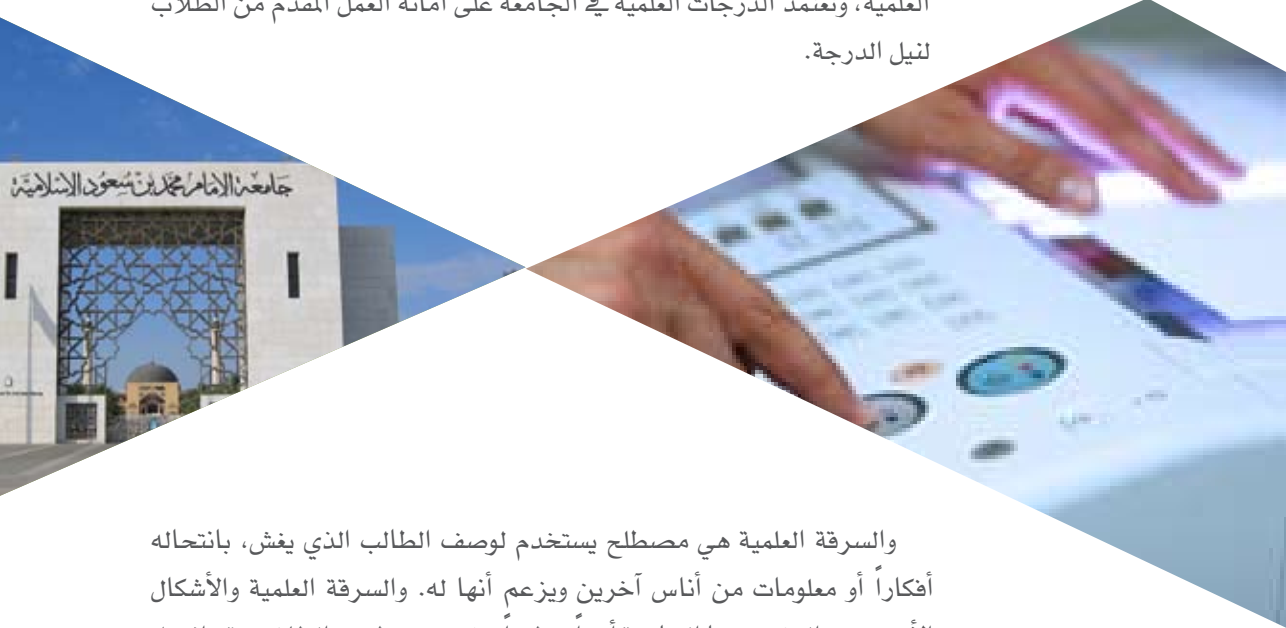 العلمية، وتعتمد الدرجات العلمية في الجامعة على أمانة العمل المقدم من الطلاب
لنيل الدرجة.
جامعة الإمام محمد بن سعود الإسلامية
والسرقة العلمية هي مصطلح يستخدم لوصف الطالب الذي يغش، بانتحاله
أفكاراً أو معلومات من أناس آخرين ويزعم أنها له. والسرقة العلمية والأشكال